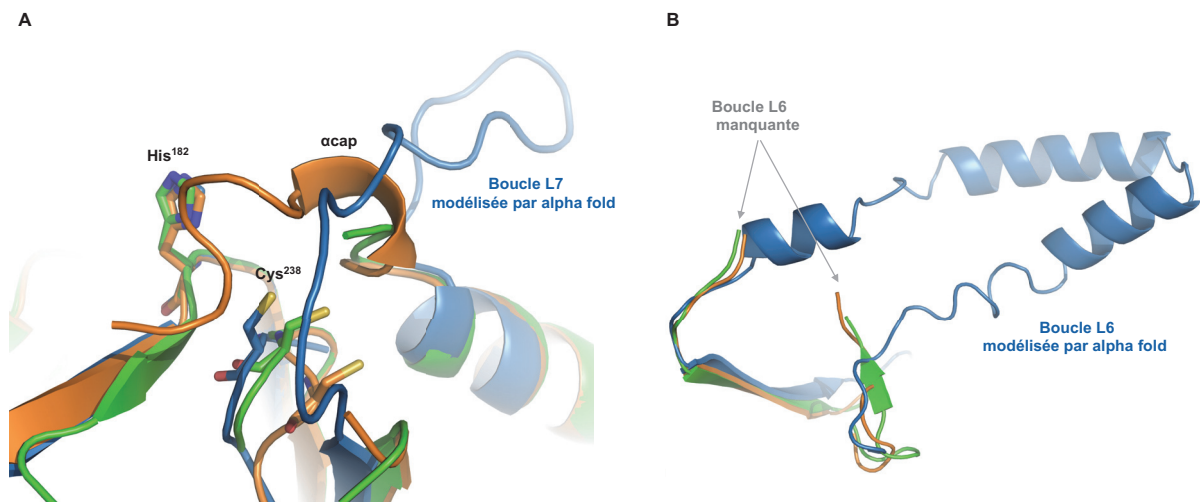 A
His182
αcap
Boucle L7
modélisée par alpha fold
Cys238
B
Boucle L6
manquante
Boucle L6
modélisée par alpha fold